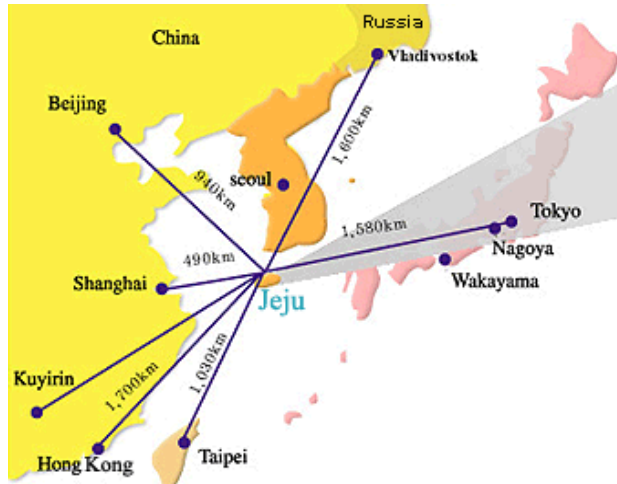 Russia
China
Vladivostok
Beijing
1,600km
940km
seoul
1,580km
Tokyo
Nagoya
490km
Wakayama
Shanghai
Jeju
1,030km
Kuyirin
1,700km
Taipei
Hong Kong